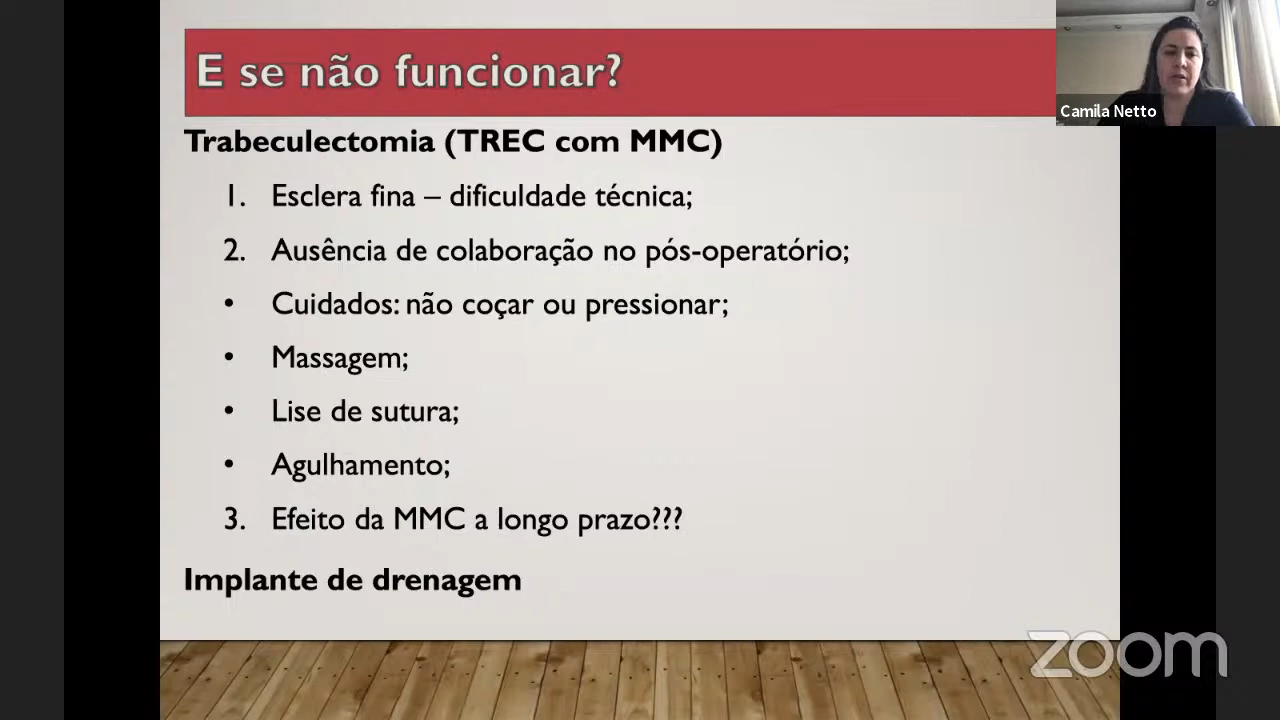 E se não funcionar?
Camila Netto
Trabeculectomia (TREC com MMC)
1. Esclera fina – dificuldade técnica;
2. Ausência de colaboração no pós-operatório;
• Cuidados: não coçar ou pressionar;
• Massagem;
• Lise de sutura;
• Agulhamento;
3. Efeito da MMC a longo prazo???
Implante de drenagem
zoom